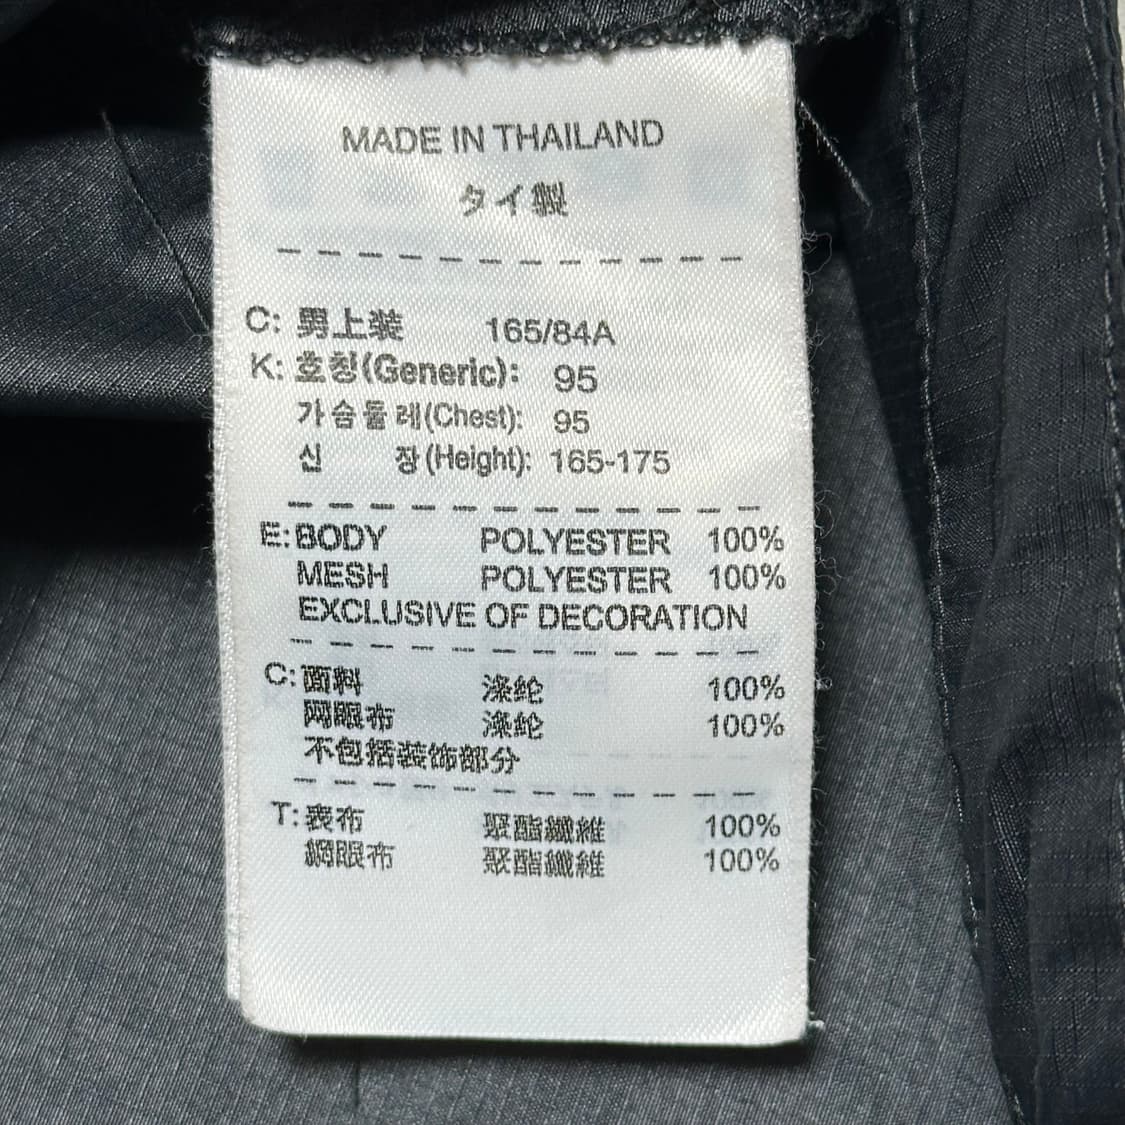 MADE IN THAILAND
タイ製
C: 男上装 165/84A
K: 호칭(Generic): 95
가슴둘레(Chest): 95
신 장(Height): 165-175
E: BODY POLYESTER 100%
MESH POLYESTER 100%
EXCLUSIVE OF DECORATION
C: 面料 涤纶 100%
网眼布 涤纶 100%
不包括装饰部分
T: 表布 聚酯纖維 100%
網眼布 聚酯纖維 100%